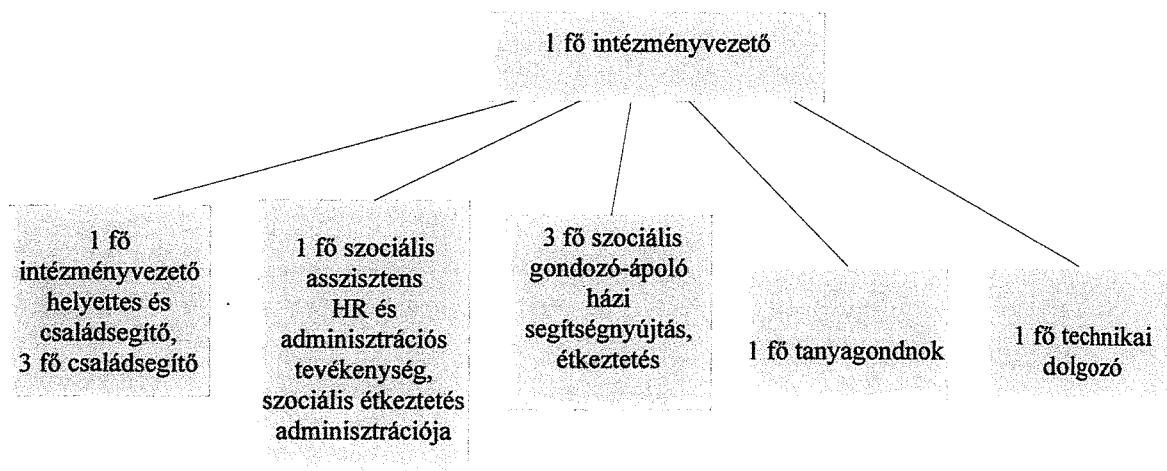 1 fő intézményvezető
1 fő
intézményvezető
helyettes és
családsegítő,
3 fő családsegítő
1 fő szociális
asszisztens
HR és
adminisztrációs
tevékenység,
szociális étkeztetés
adminisztrációja
3 fő szociális
gondozó-ápoló
házi
segítségnyújtás,
étkeztetés
1 fő tanyagondnok
1 fő technikai
dolgozó